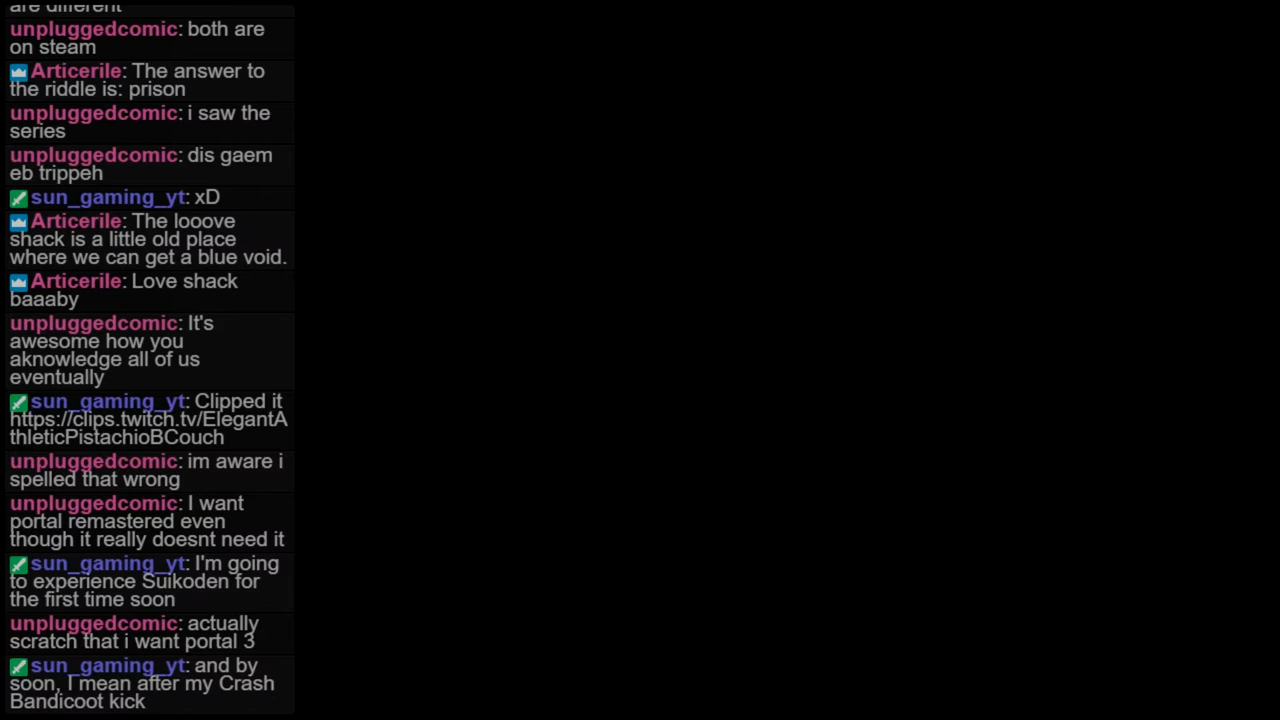 are different
unpluggedcomic: both are
on steam
Articerile: The answer to
the riddle is: prison
unpluggedcomic: i saw the
series
unpluggedcomic: dis gaem
eb trippeh
sun_gaming_yt: xD
Articerile: The looove
shack is a little old place
where we can get a blue void.
Articerile: Love shack
baaaby
unpluggedcomic: It's
awesome how you
aknowledge all of us
eventually
sun_gaming_yt: Clipped it
https://clips.twitch.tv/ElegantA
thleticPistachioBCouch
unpluggedcomic: im aware i
spelled that wrong
unpluggedcomic: I want
portal remastered even
though it really doesnt need it
sun_gaming_yt: I'm going
to experience Suikoden for
the first time soon
unpluggedcomic: actually
scratch that i want portal 3
sun_gaming_yt: and by
soon, I mean after my Crash
Bandicoot kick